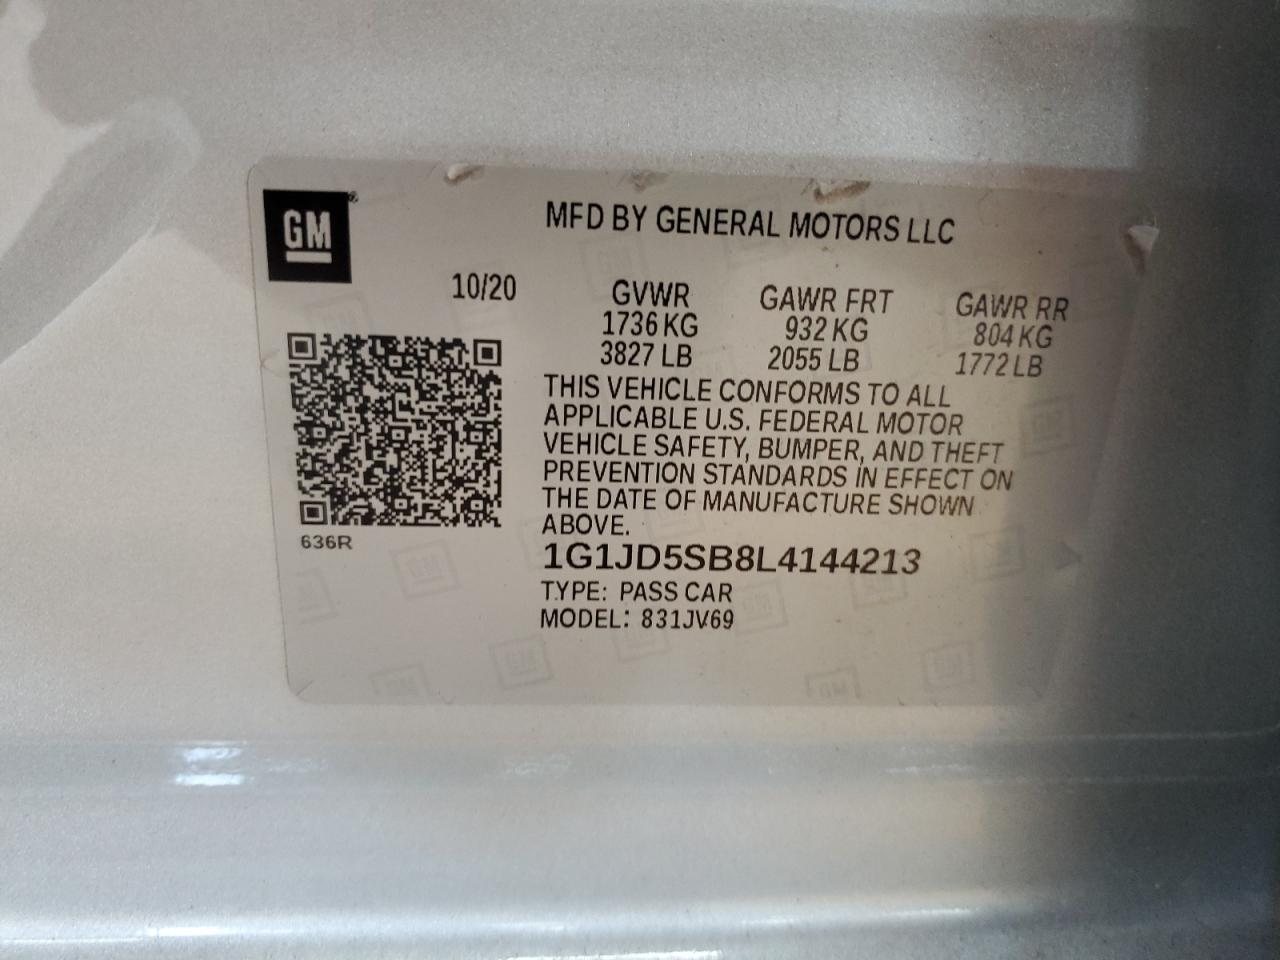 GM
MFD BY GENERAL MOTORS LLC
10/20
GVWR GAWR FRT GAWR RR
1736 KG 932 KG 804 KG
3827 LB 2055 LB 1772 LB
THIS VEHICLE CONFORMS TO ALL
APPLICABLE U.S. FEDERAL MOTOR
VEHICLE SAFETY, BUMPER, AND THEFT
PREVENTION STANDARDS IN EFFECT ON
THE DATE OF MANUFACTURE SHOWN
ABOVE.
636R
1G1JD5SB8L4144213
TYPE: PASS CAR
MODEL: 831JV69